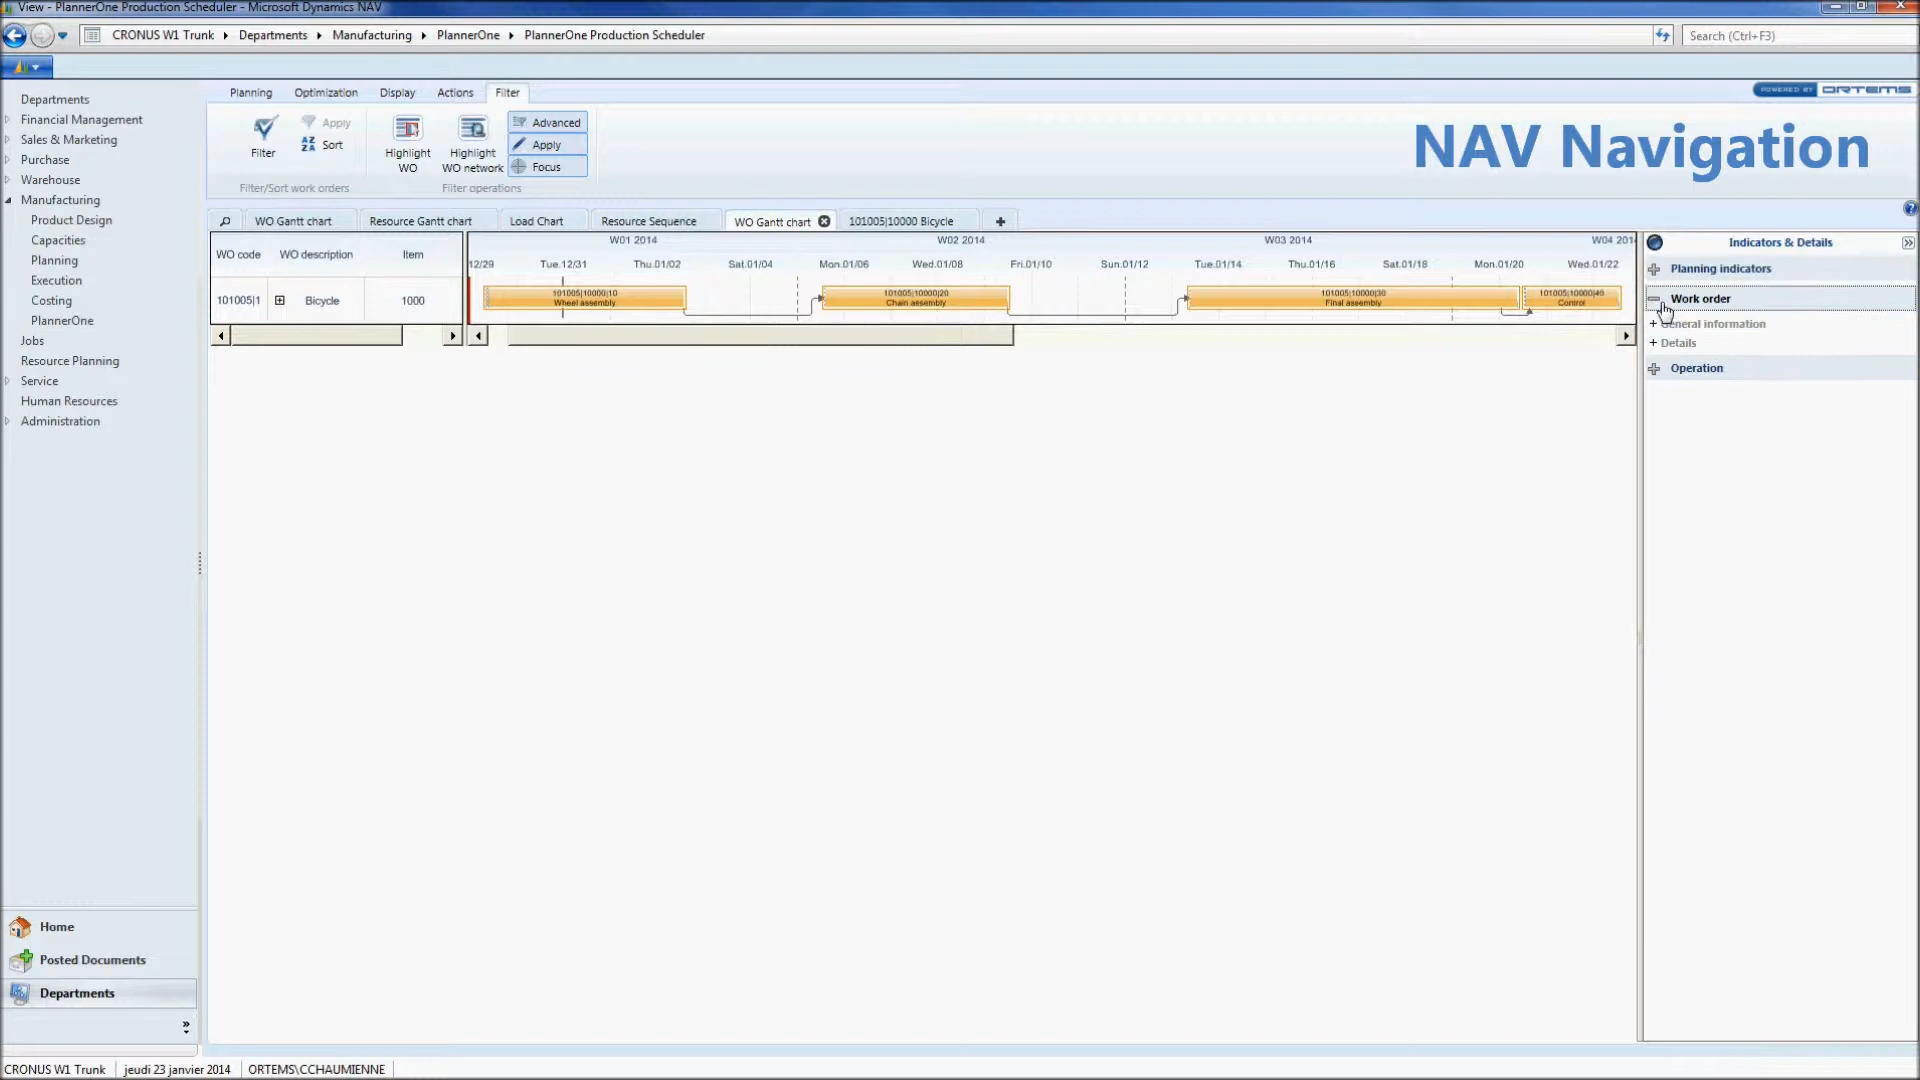 View - PlannerOne Production Scheduler - Microsoft Dynamics NAV
CRONUS W1 Trunk Departments Manufacturing PlannerOne PlannerOne Production Scheduler
Search (Ctrl+F3)
Departments
Financial Management
Sales & Marketing
Purchase
Warehouse
Manufacturing
Product Design
Capacities
Planning
Execution
Costing
PlannerOne
Jobs
Resource Planning
Service
Human Resources
Administration
Home
Posted Documents
Departments
Planning Optimization Display Actions Filter
POWERED BY ORTEMS
Filter
Apply
AZ ZA Sort
Filter/Sort work orders
Highlight WO
Highlight WO network
Advanced
Apply
Focus
Filter operations
NAV Navigation
WO Gantt chart Resource Gantt chart Load Chart Resource Sequence WO Gantt chart 101005|10000 Bicycle
WO code WO description Item
W01 2014 W02 2014 W03 2014 W04 201
12/29 Tue.12/31 Thu.01/02 Sat.01/04 Mon.01/06 Wed.01/08 Fri.01/10 Sun.01/12 Tue.01/14 Thu.01/16 Sat.01/18 Mon.01/20 Wed.01/22
101005|1 Bicycle 1000
101005|10000|10
Wheel assembly
101005|10000|20
Chain assembly
101005|10000|30
Final assembly
101005|10000|40
Control
Indicators & Details
Planning indicators
Work order
+ General information
+ Details
Operation
CRONUS W1 Trunk jeudi 23 janvier 2014 ORTEMS\CCHAUMIENNE